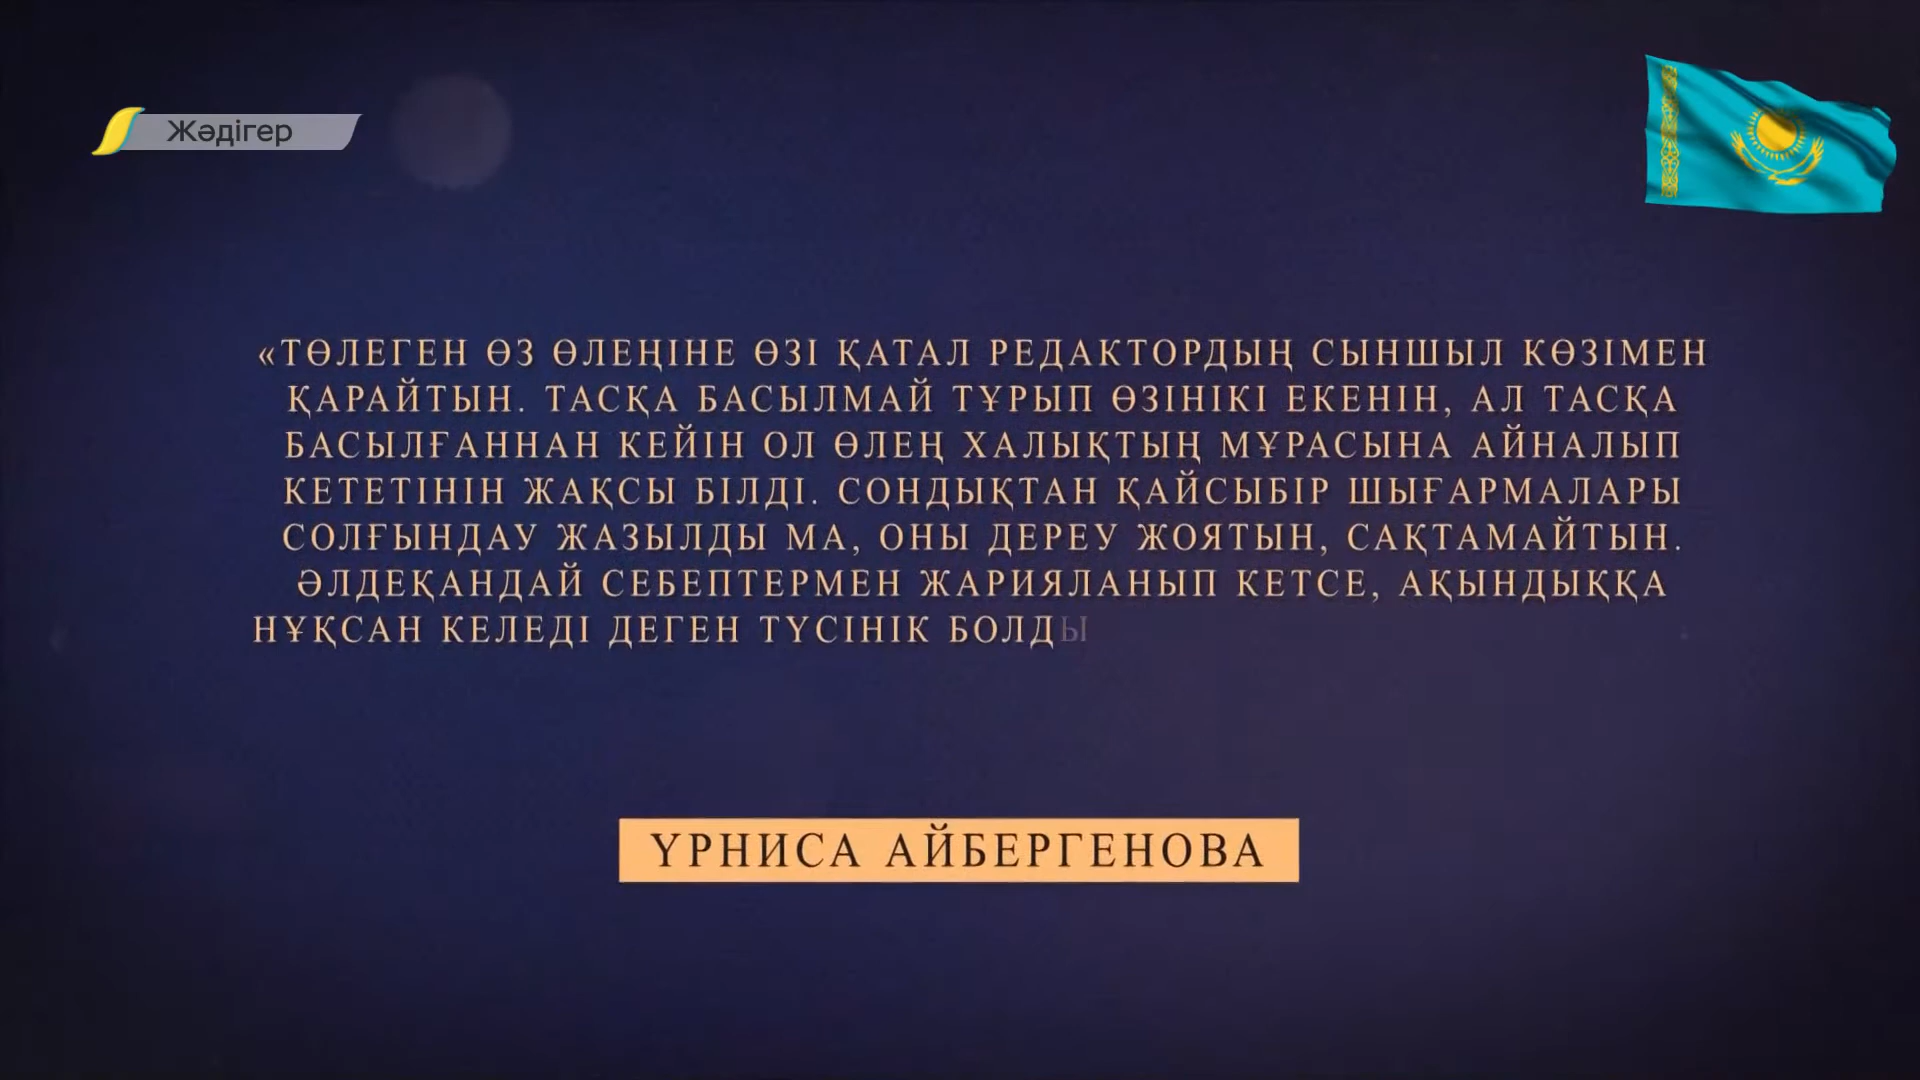 Жәдігер
«ТӨЛЕГЕН ӨЗ ӨЛЕҢІНЕ ӨЗІ ҚАТАЛ РЕДАКТОРДЫҢ СЫНШЫЛ КӨЗІМЕН
ҚАРАЙТЫН. ТАСҚА БАСЫЛМАЙ ТҰРЫП ӨЗІНІКІ ЕКЕНІН, АЛ ТАСҚА
БАСЫЛҒАННАН КЕЙІН ОЛ ӨЛЕҢ ХАЛЫҚТЫҢ МҰРАСЫНА АЙНАЛЫП
КЕТЕТІНІН ЖАҚСЫ БІЛДІ. СОНДЫҚТАН ҚАЙСЫБІР ШЫҒАРМАЛАРЫ
СОЛҒЫНДАУ ЖАЗЫЛДЫ МА, ОНЫ ДЕРЕУ ЖОЯТЫН, САҚТАМАЙТЫН.
ӘЛДЕҚАНДАЙ СЕБЕПТЕРМЕН ЖАРИЯЛАНЫП КЕТСЕ, АҚЫНДЫҚҚА
НҰҚСАН КЕЛЕДІ ДЕГЕН ТҮСІНІК БОЛДЫ
ҮРНИСА АЙБЕРГЕНОВА